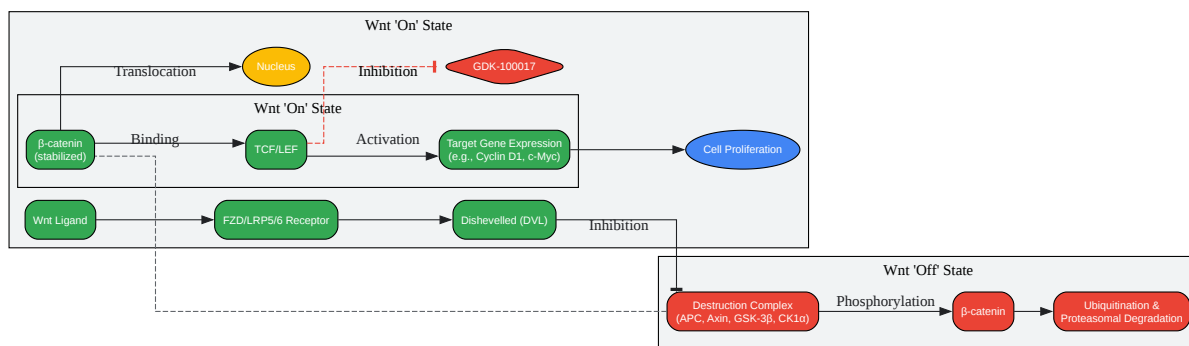 Wnt 'On' State
Translocation
Nucleus
Inhibition
GDK-100017
Wnt 'On' State
β-catenin
(stabilized)
Binding
TCF/LEF
Activation
Target Gene Expression
(e.g., Cyclin D1, c-Myc)
Cell Proliferation
Wnt Ligand
FZD/LRP5/6 Receptor
Dishevelled (DVL)
Inhibition
Wnt 'Off' State
Destruction Complex
(APC, Axin, GSK-3β, CK1α)
Phosphorylation
β-catenin
Ubiquitination &
Proteasomal Degradation